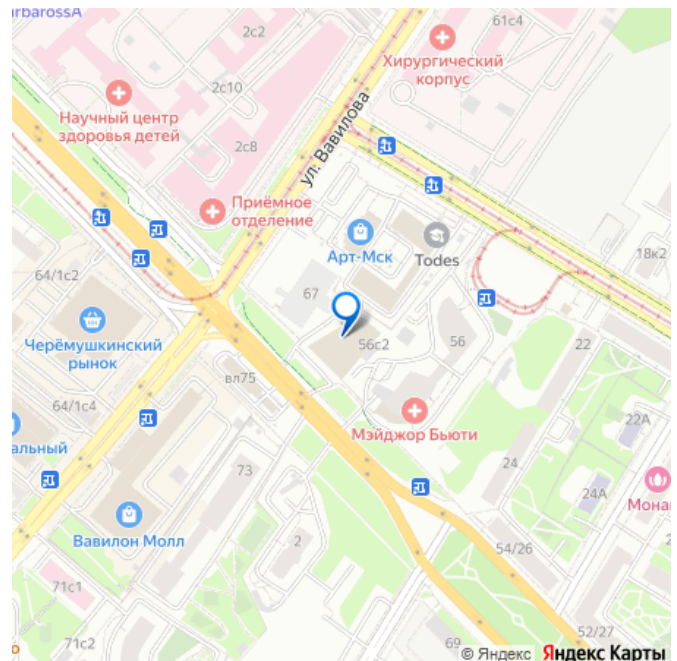 arbarossA
2с2
61с4
Хирургический
корпус
2с10
Научный центр
здоровья детей
2с8
ул. Вавилова
Приёмное
отделение
Арт-Мск
Todes
18к2
64/1с2
67
Черёмушкинский
рынок
56с2
56
22
вл75
64/1с4
Мэйджор Бьюти
22А
альный
73
24
24А
Мона
Вавилон Молл
2
54/26
2
71с1
71с2
69
52/27
о
© Яндекс Яндекс Карты